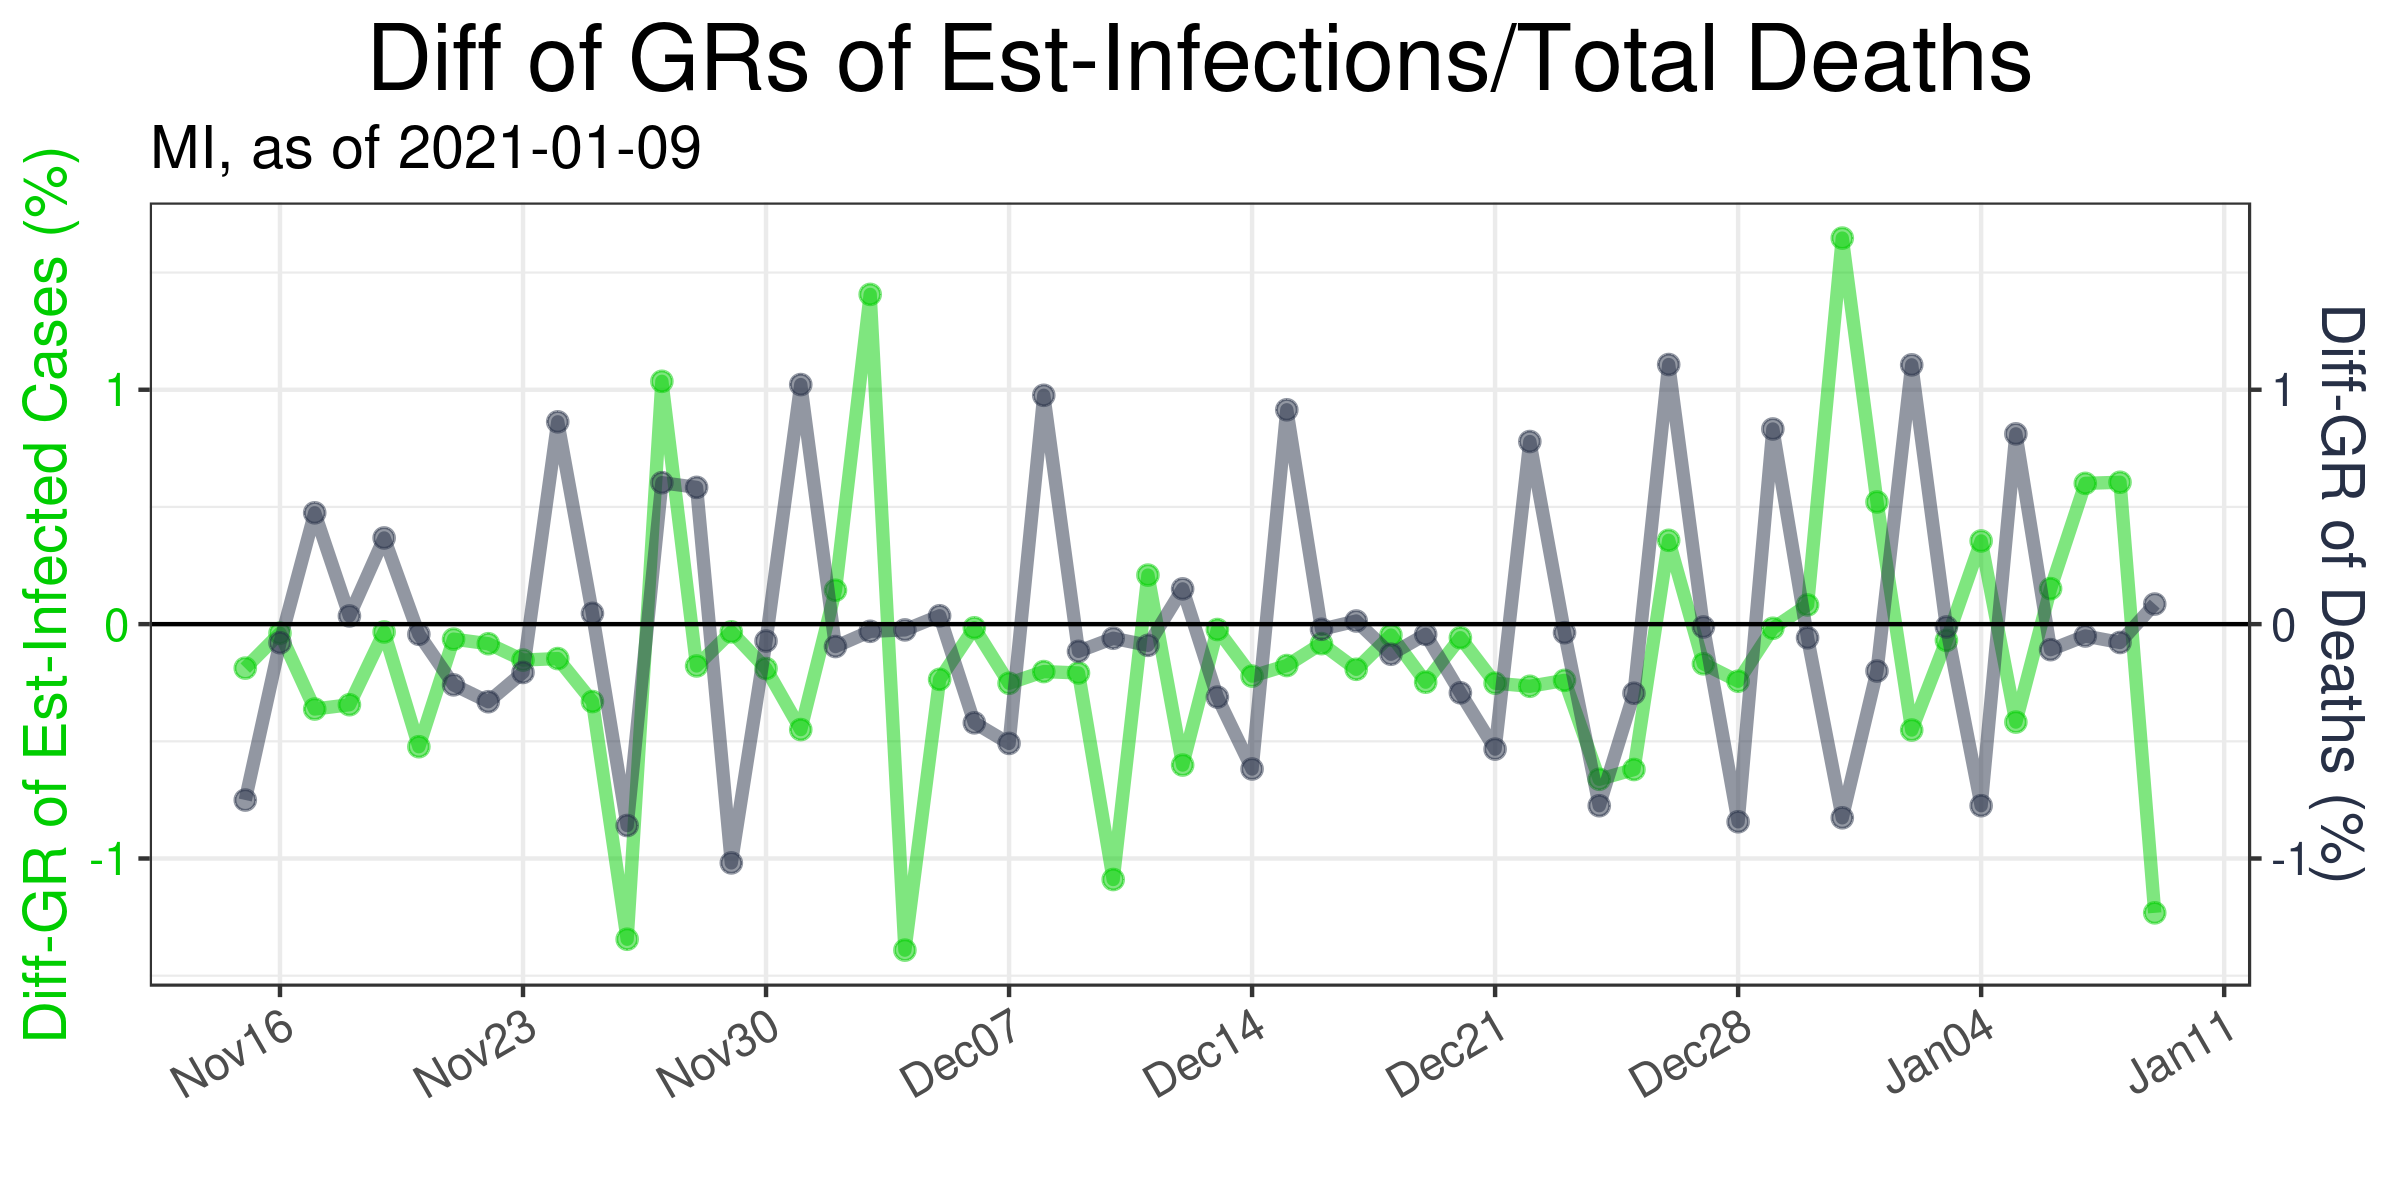 Diff of GRs of Est-Infections/Total Deaths
MI, as of 2021-01-09
Diff-GR of Est-Infected Cases (%)
1
0
-1
1
0
-1
Diff-GR of Deaths (%)
Nov16
Nov23
Nov30
Dec07
Dec14
Dec21
Dec28
Jan04
Jan11